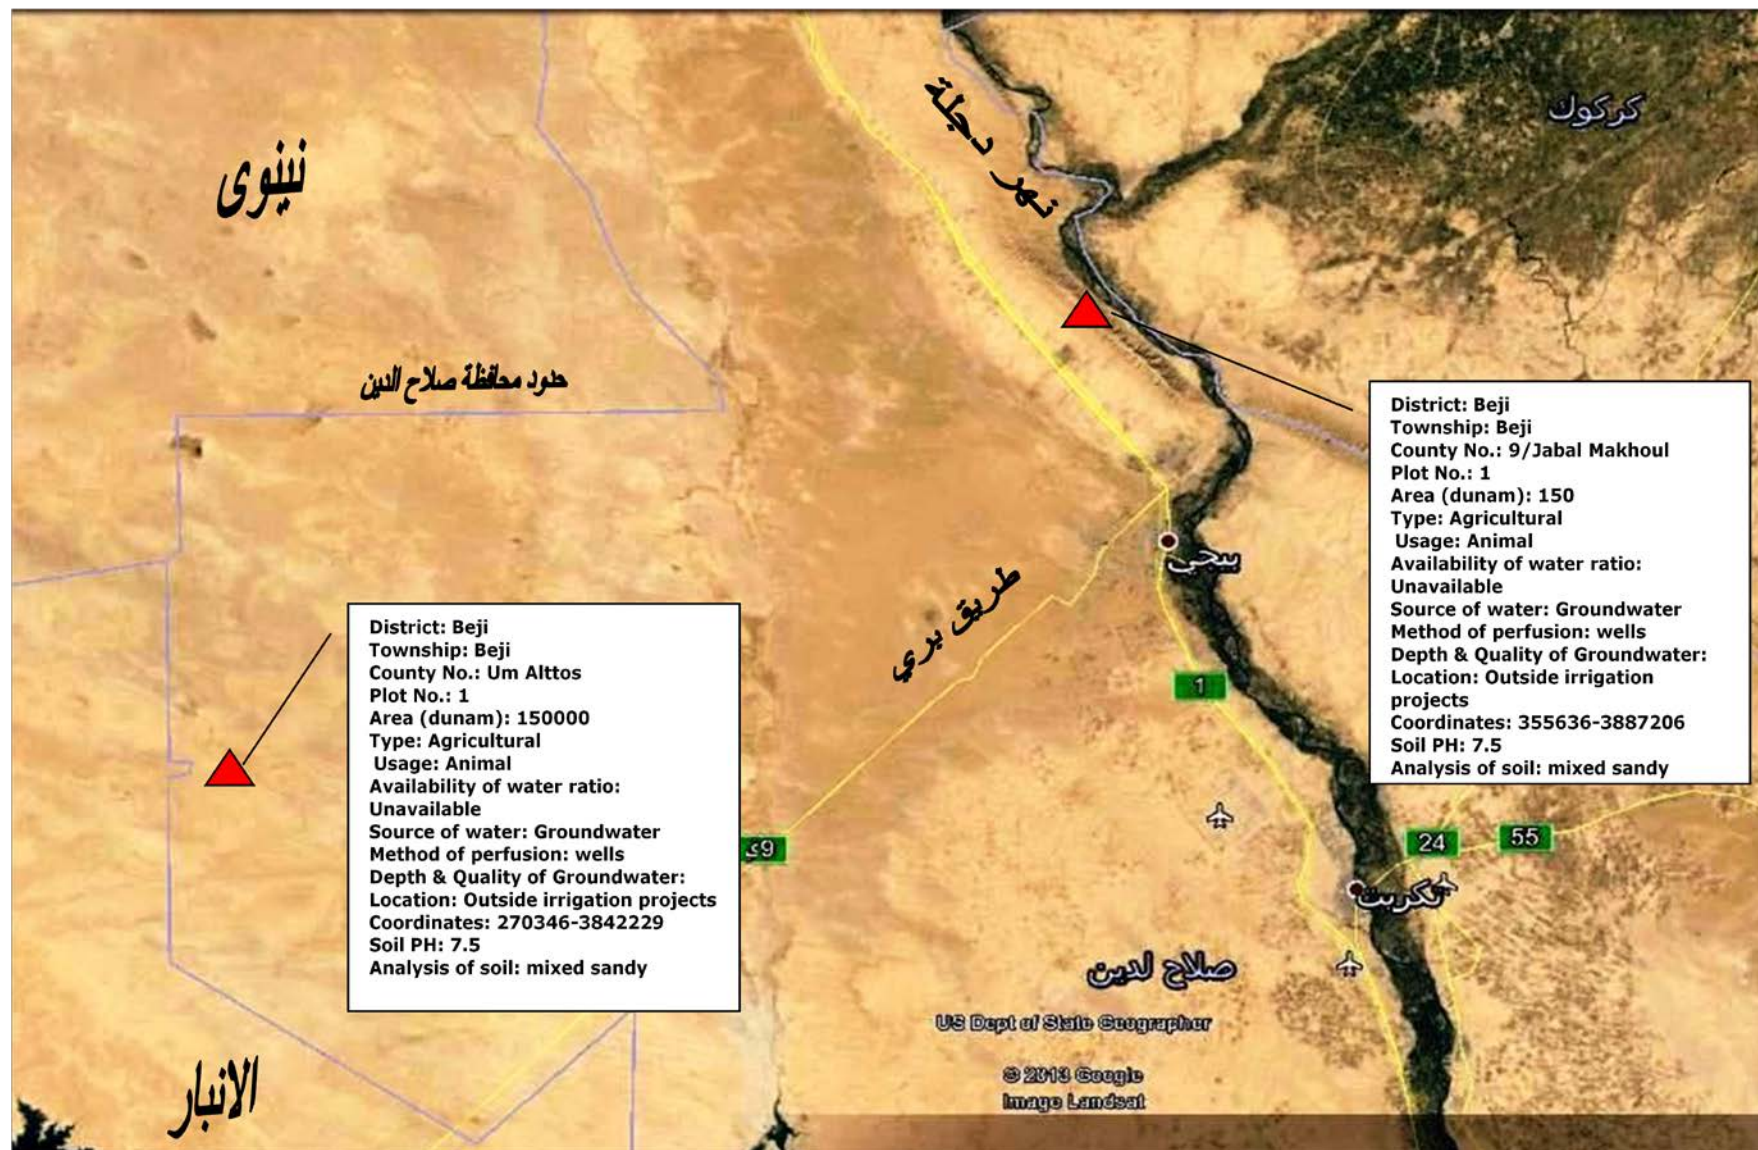 كركوك
نهر دجلة
نينوى
حدود محافظة صلاح الدين
District: Beji
Township: Beji
County No.: 9/Jabal Makhoul
Plot No.: 1
Area (dunam): 150
Type: Agricultural
Usage: Animal
Availability of water ratio:
Unavailable
Source of water: Groundwater
Method of perfusion: wells
Depth & Quality of Groundwater:
Location: Outside irrigation
projects
Coordinates: 355636-3887206
Soil PH: 7.5
Analysis of soil: mixed sandy
بيجي
طريق بري
1
District: Beji
Township: Beji
County No.: Um Alttos
Plot No.: 1
Area (dunam): 150000
Type: Agricultural
Usage: Animal
Availability of water ratio:
Unavailable
Source of water: Groundwater
Method of perfusion: wells
Depth & Quality of Groundwater:
Location: Outside irrigation projects
Coordinates: 270346-3842229
Soil PH: 7.5
Analysis of soil: mixed sandy
24
55
تكريت
صلاح لدين
US Dept of State Geographer
© 2013 Google
Image Landsat
الانبار